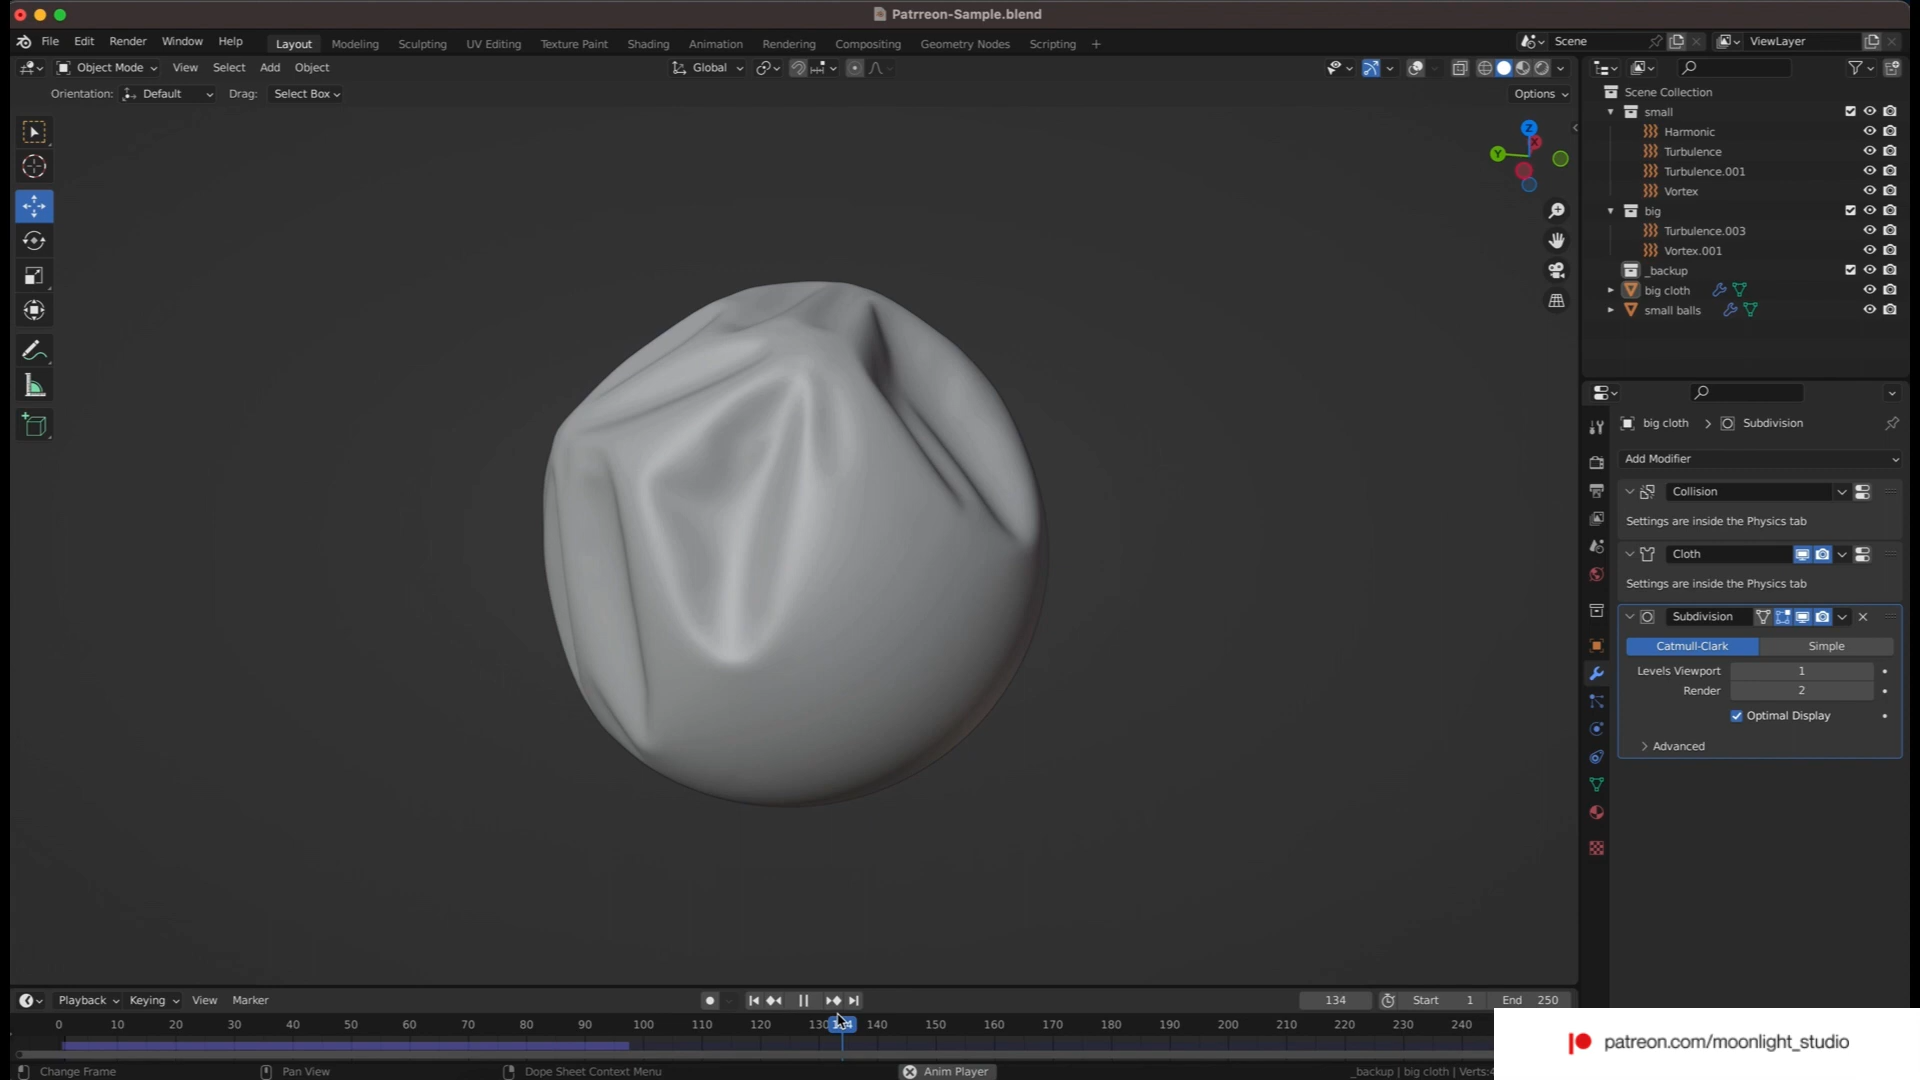 Patrreon-Sample.blend
File Edit Render Window Help Layout Modeling Sculpting UV Editing Texture Paint Shading Animation Rendering Compositing Geometry Nodes Scripting + Scene ViewLayer
Object Mode View Select Add Object Global
Orientation: Default Drag: Select Box Options
Z
X
Y
Scene Collection
small
Harmonic
Turbulence
Turbulence.001
Vortex
big
Turbulence.003
Vortex.001
_backup
big cloth
small balls
big cloth > Subdivision
Add Modifier
Collision
Settings are inside the Physics tab
Cloth
Settings are inside the Physics tab
Subdivision
Catmull-Clark Simple
Levels Viewport 1
Render 2
Optimal Display
Advanced
Playback Keying View Marker 134 Start 1 End 250
0 10 20 30 40 50 60 70 80 90 100 110 120 130 140 150 160 170 180 190 200 210 220 230 240
Change Frame Pan View Dope Sheet Context Menu Anim Player _backup | big cloth | Verts:
patreon.com/moonlight_studio